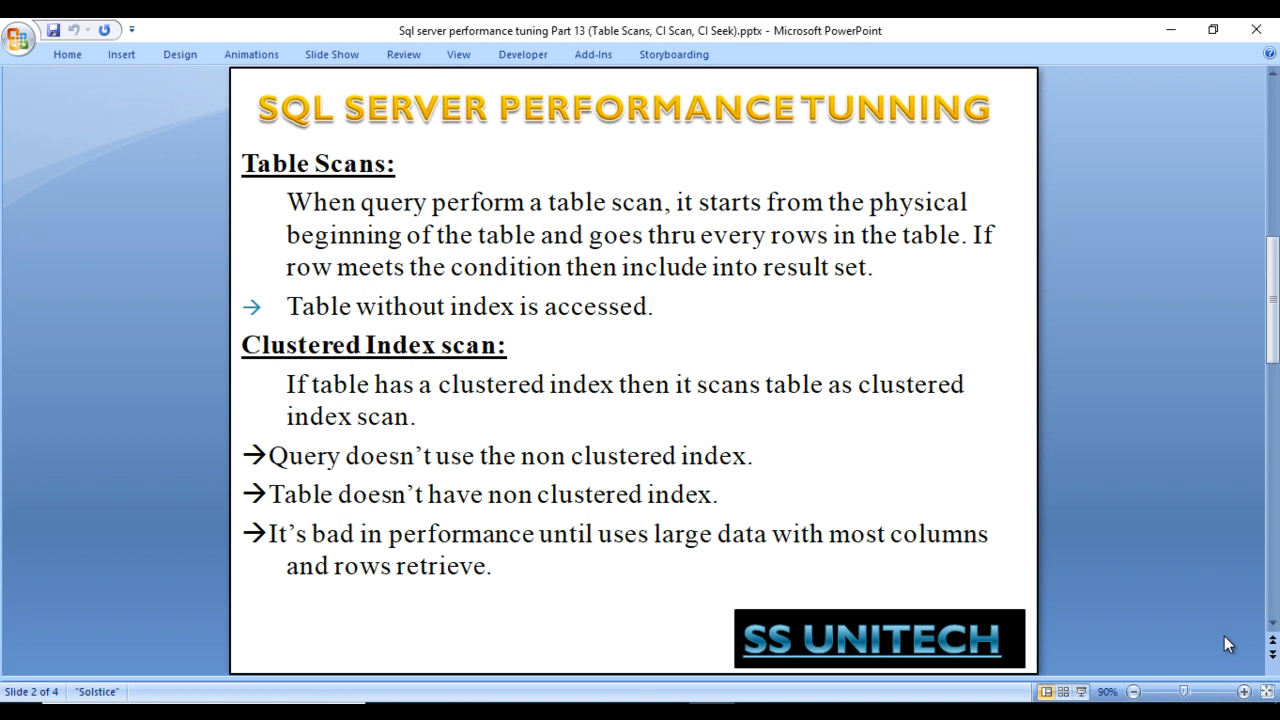 Sql server performance tuning Part 13 (Table Scans, CI Scan, CI Seek).pptx - Microsoft PowerPoint
Home Insert Design Animations Slide Show Review View Developer Add-Ins Storyboarding
SQL SERVER PERFORMANCE TUNNING
Table Scans:
When query perform a table scan, it starts from the physical
beginning of the table and goes thru every rows in the table. If
row meets the condition then include into result set.
→ Table without index is accessed.
Clustered Index scan:
If table has a clustered index then it scans table as clustered
index scan.
→Query doesn’t use the non clustered index.
→Table doesn’t have non clustered index.
→It’s bad in performance until uses large data with most columns
and rows retrieve.
SS UNITECH
Slide 2 of 4 "Solstice" 90%